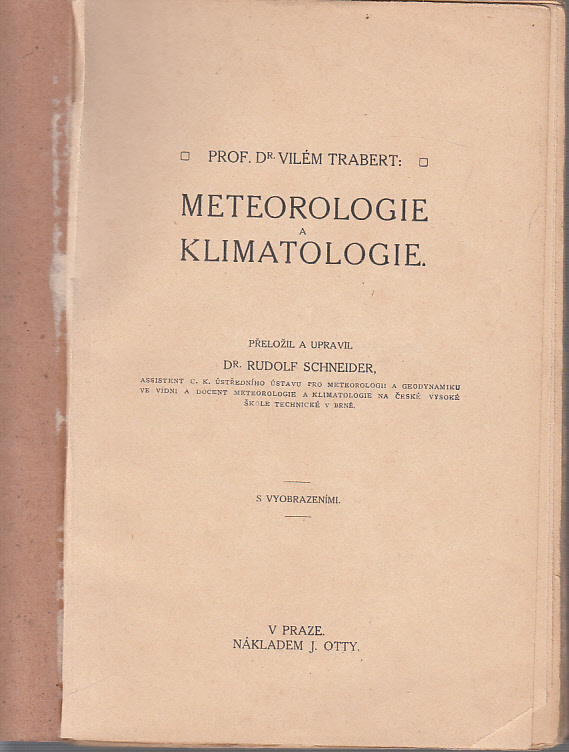 □ PROF. DR. VILÉM TRABERT: □
METEOROLOGIE
A
KLIMATOLOGIE.
PŘELOŽIL A UPRAVIL
DR. RUDOLF SCHNEIDER,
ASSISTENT C. K. ÚSTŘEDNÍHO ÚSTAVU PRO METEOROLOGII A GEODYNAMIKU
VE VÍDNI A DOCENT METEOROLOGIE A KLIMATOLOGIE NA ČESKÉ VYSOKÉ
ŠKOLE TECHNICKÉ V BRNĚ.
S VYOBRAZENÍMI.
V PRAZE.
NÁKLADEM J. OTTY.